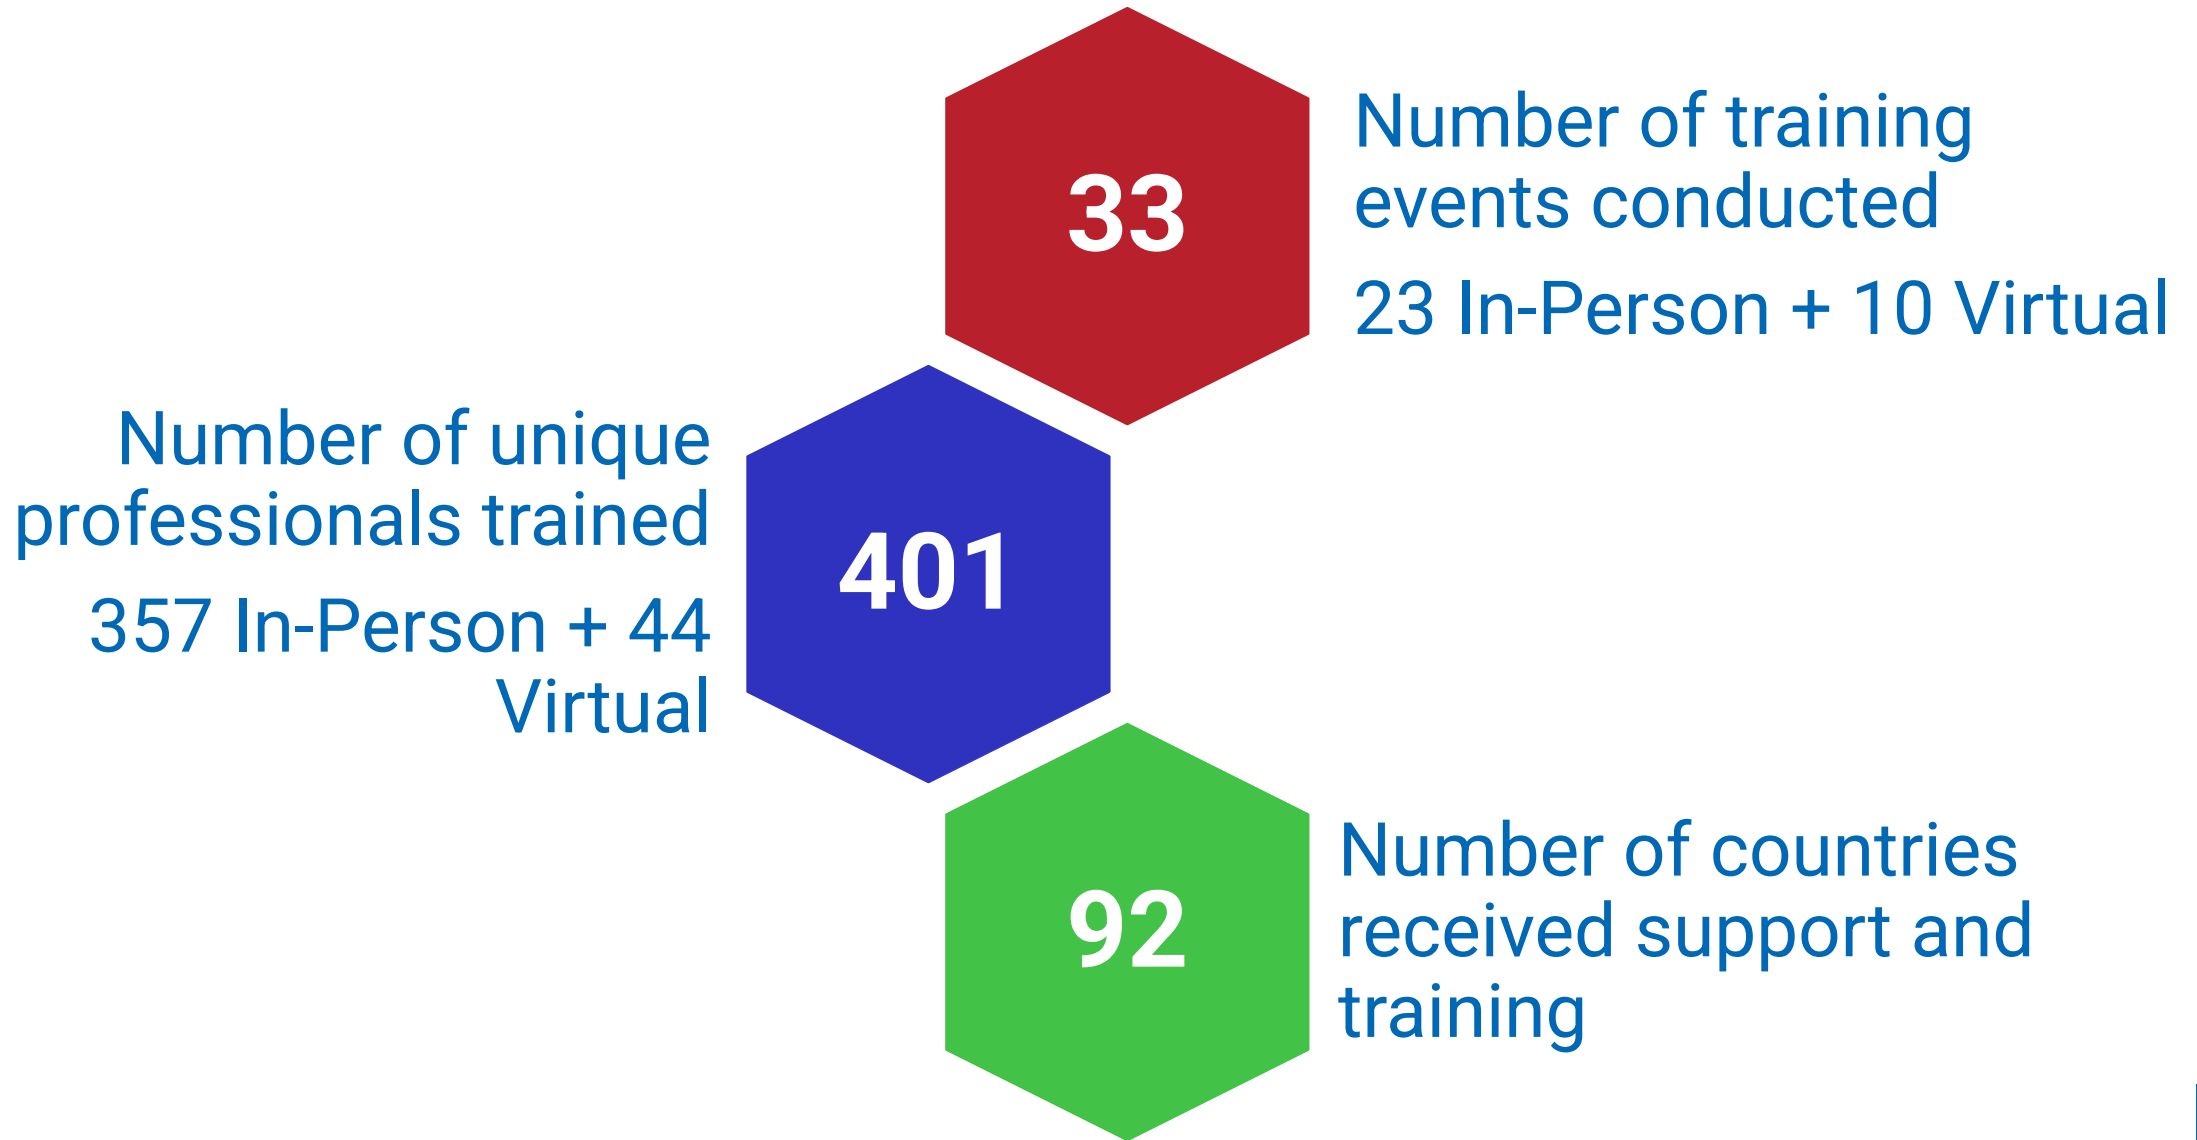 33
Number of training
events conducted
23 In-Person + 10 Virtual
Number of unique
professionals trained
357 In-Person + 44
Virtual
401
92
Number of countries
received support and
training